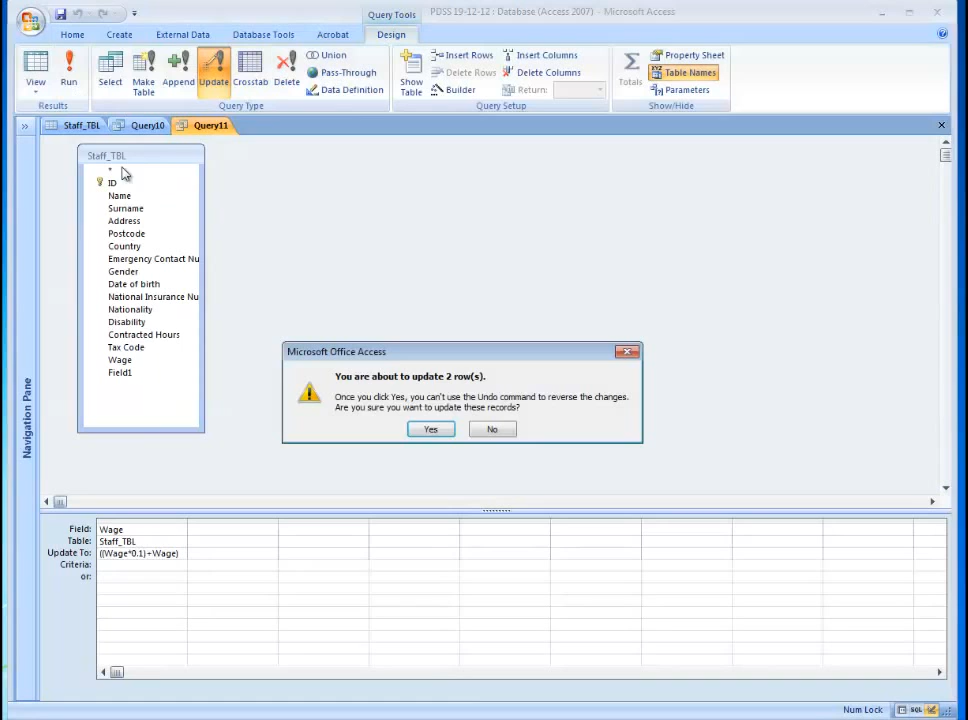 Query Tools
PDSS 19-12-12 : Database (Access 2007) - Microsoft Access
Home
Create
External Data
Database Tools
Acrobat
Design
View
Run
Results
Select
Make Table
Append
Update
Crosstab
Delete
Union
Pass-Through
Data Definition
Query Type
Show Table
Insert Rows
Delete Rows
Builder
Insert Columns
Delete Columns
Return:
Query Setup
Totals
Property Sheet
Table Names
Parameters
Show/Hide
»
Staff_TBL
Query10
Query11
Staff_TBL
*
ID
Name
Surname
Address
Postcode
Country
Emergency Contact Nu
Gender
Date of birth
National Insurance Nu
Nationality
Disability
Contracted Hours
Tax Code
Wage
Field1
Navigation Pane
Microsoft Office Access
You are about to update 2 row(s).
Once you click Yes, you can't use the Undo command to reverse the changes.
Are you sure you want to update these records?
Yes
No
Field: Wage
Table: Staff_TBL
Update To: ((Wage*0.1)+Wage)
Criteria:
or:
Num Lock
SQL